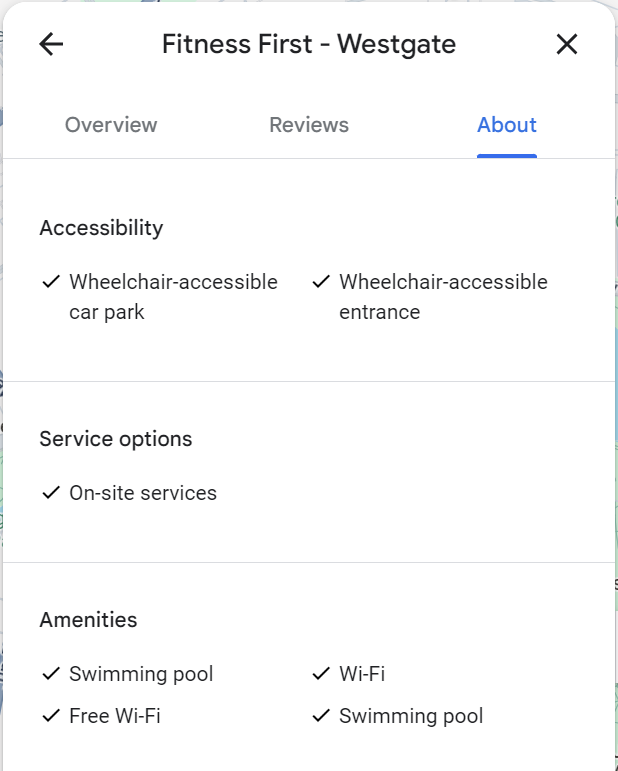 Fitness First - Westgate
Overview
Reviews
About
Accessibility
Wheelchair-accessible
car park
Wheelchair-accessible
entrance
Service options
On-site services
Amenities
Swimming pool
Wi-Fi
Free Wi-Fi
Swimming pool